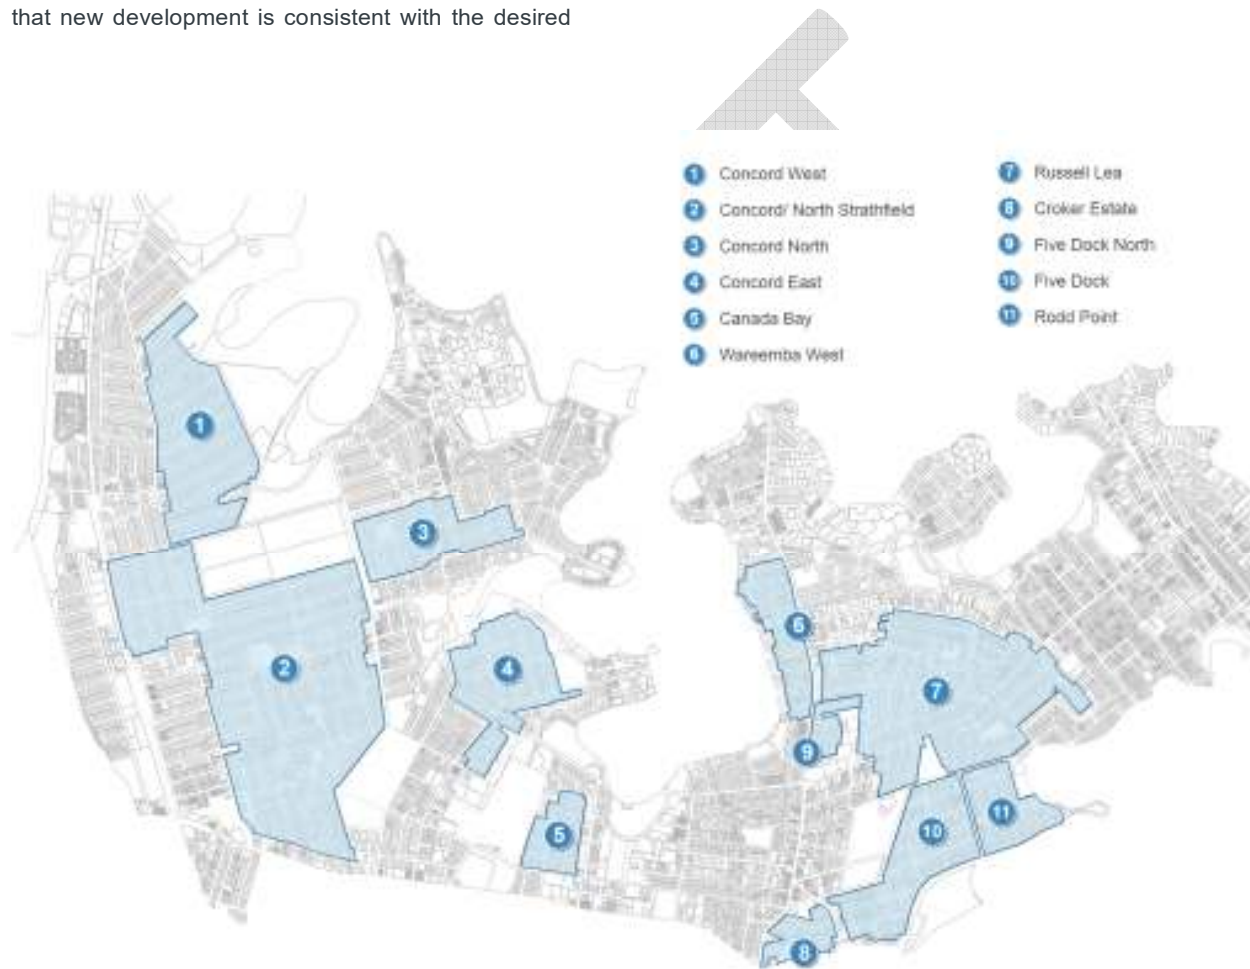 that new development is consistent with the desired
1 Concord West
2 Concord/ North Strathfield
3 Concord North
4 Concord East
5 Canada Bay
6 Wareemba West
7 Russell Lea
8 Croker Estate
9 Five Dock North
10 Five Dock
11 Rodd Point
1
2
3
4
5
6
7
8
9
10
11